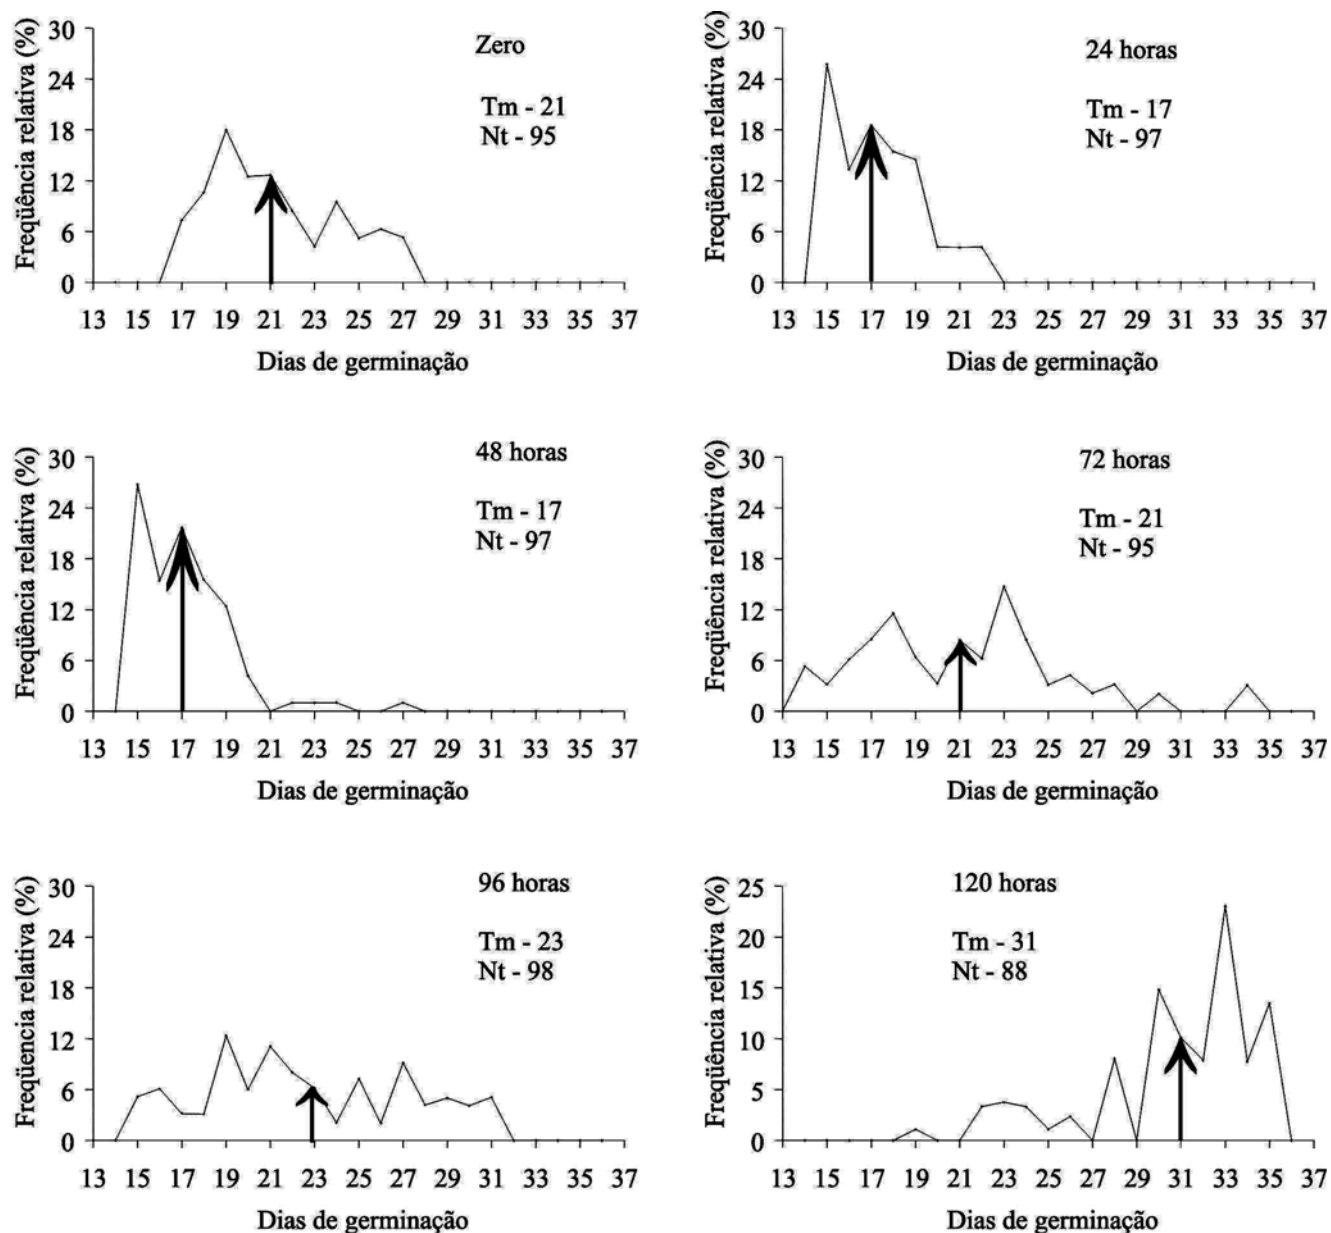 Freqüência relativa (%)
30
24
18
12
6
0
Zero
Tm - 21
Nt - 95
13 15 17 19 21 23 25 27 29 31 33 35 37
Dias de germinação
Freqüência relativa (%)
30
24
18
12
6
0
24 horas
Tm - 17
Nt - 97
13 15 17 19 21 23 25 27 29 31 33 35 37
Dias de germinação
Freqüência relativa (%)
30
24
18
12
6
0
48 horas
Tm - 17
Nt - 97
13 15 17 19 21 23 25 27 29 31 33 35 37
Dias de germinação
Freqüência relativa (%)
30
24
18
12
6
0
72 horas
Tm - 21
Nt - 95
13 15 17 19 21 23 25 27 29 31 33 35 37
Dias de germinação
Freqüencia relativa (%)
30
24
18
12
6
0
96 horas
Tm - 23
Nt - 98
13 15 17 19 21 23 25 27 29 31 33 35 37
Dias de germinação
Freqüência relativa (%)
25
20
15
10
5
0
120 horas
Tm - 31
Nt - 88
13 15 17 19 21 23 25 27 29 31 33 35 37
Dias de germinação